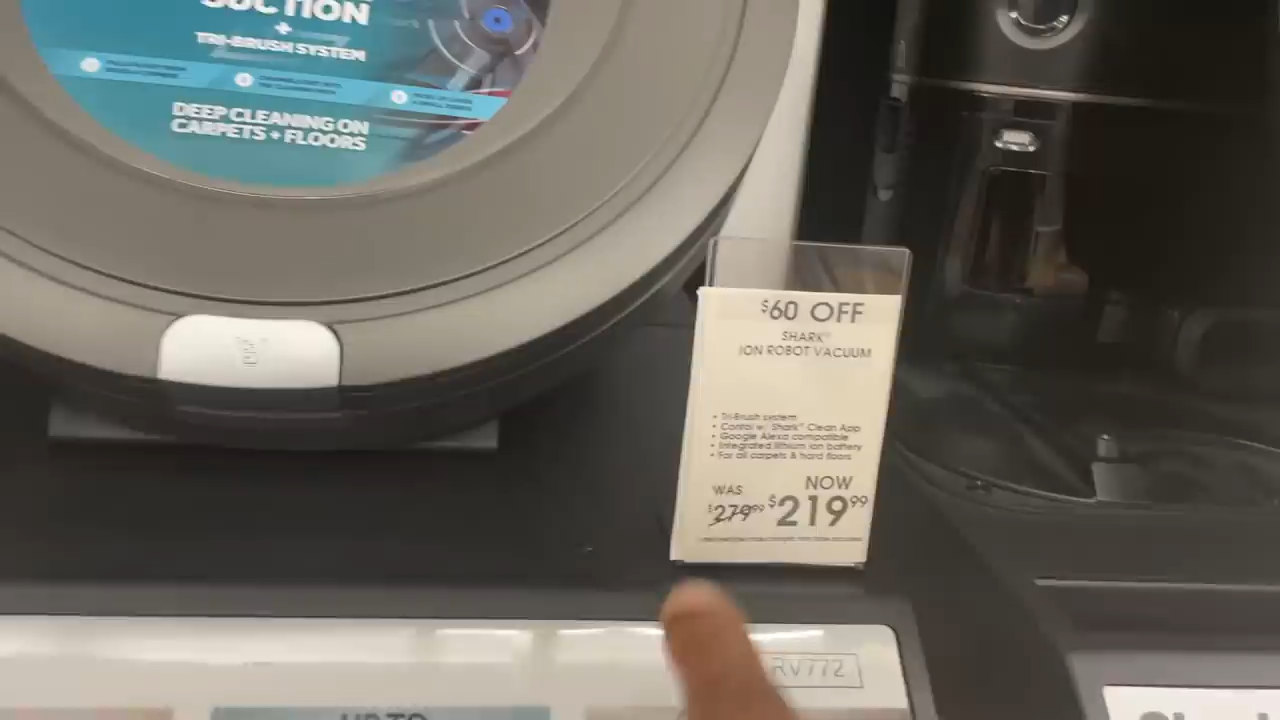 SUCTION
+
TRI-BRUSH SYSTEM
DEEP CLEANING ON
CARPETS + FLOORS
$60 OFF
SHARK®
ION ROBOT VACUUM
• Tri-Brush system
• Contol w/ Shark® Clean App
• Google Alexa compatible
• Integrated lithium ion battery
• For all carpets & hard floors
WAS NOW
$279.99 $219.99
RV772
UP TO